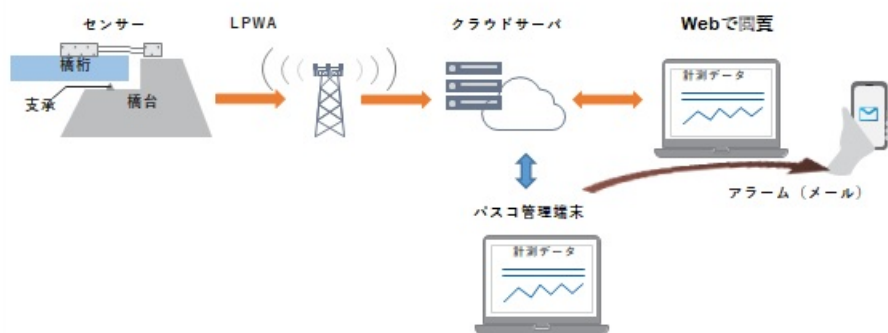 センサー
LPWA
クラウドサーバ
Webで閲置
計測データ
橋桁
支承
橋台
アラーム（メール）
パスコ管理端末
計測データ